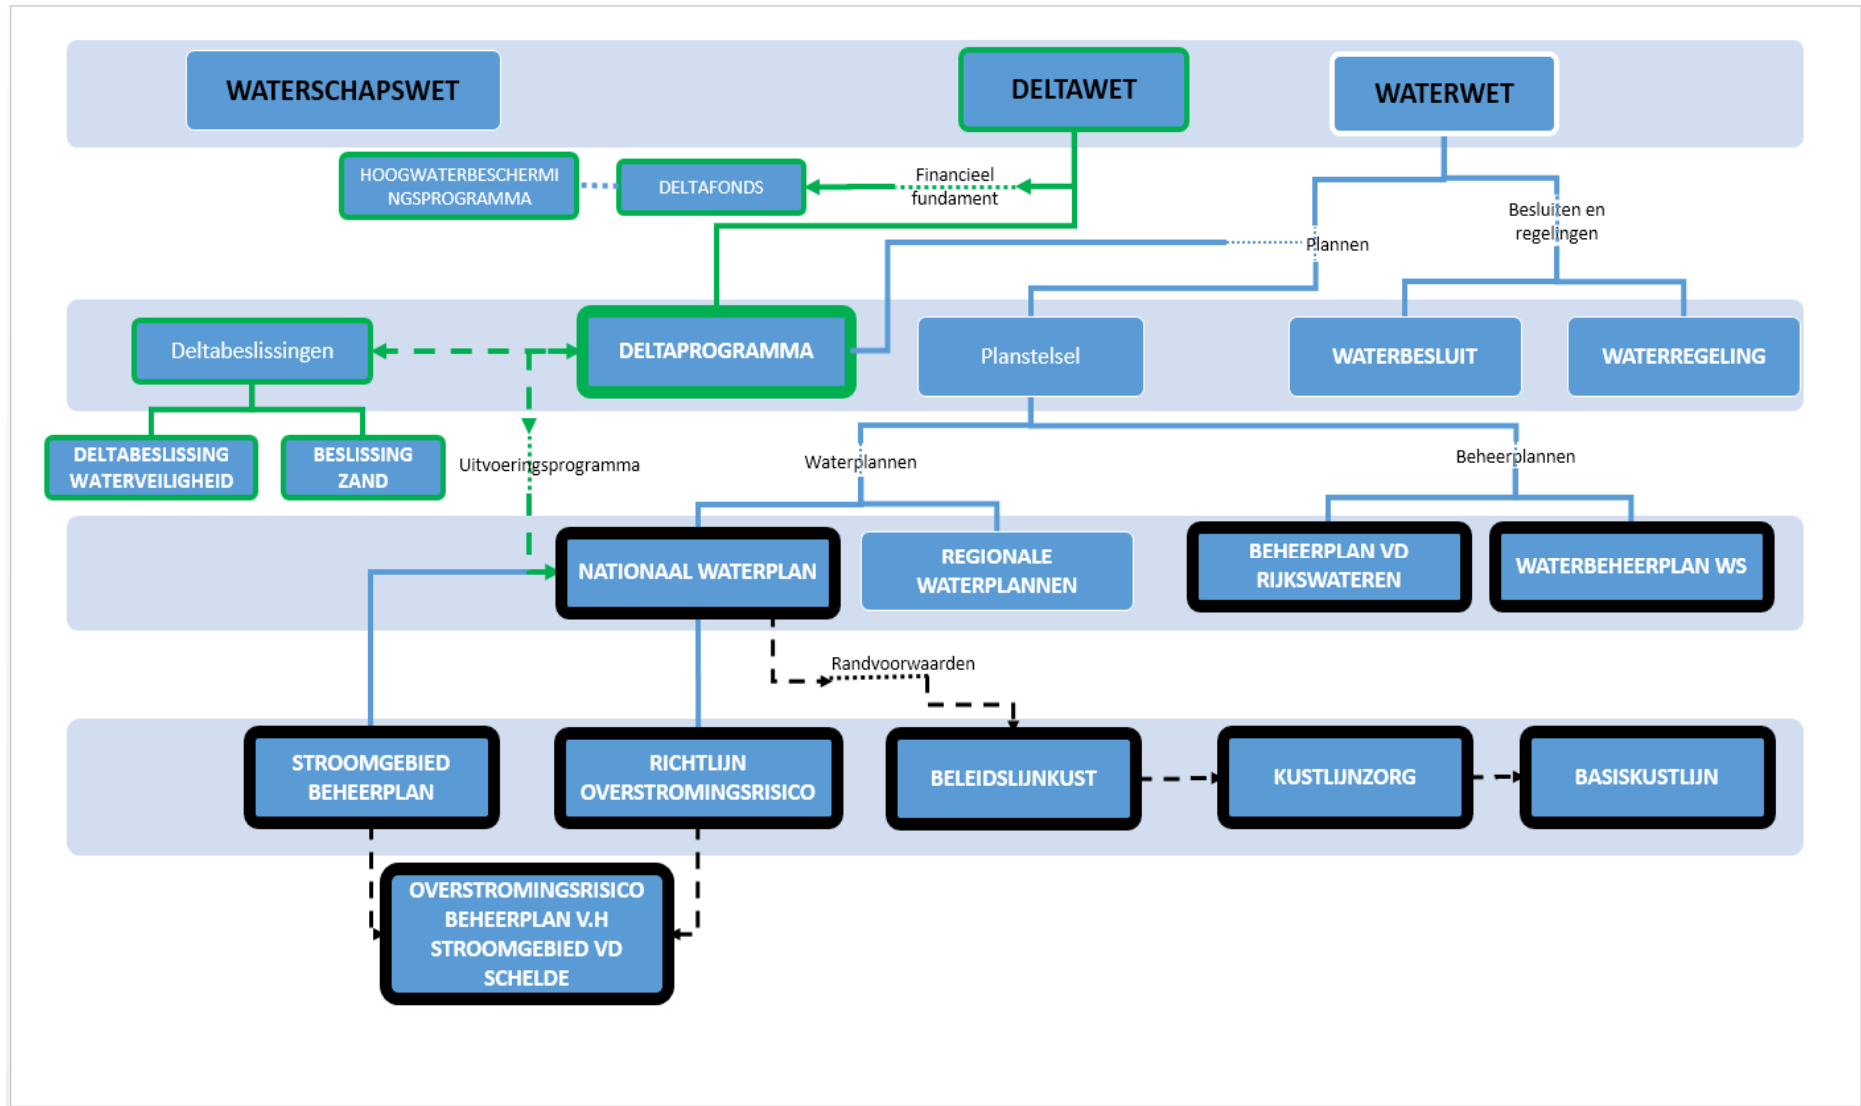 WATERSCHAPSWET
DELTAWET
WATERWET
HOOGWATERBESCHERMI
NGSPROGRAMMA
DELTAFONDS
Financieel
fundament
Besluiten en
regelingen
Plannen
Deltabeslissingen
DELTAPROGRAMMA
Planstelsel
WATERBESLUIT
WATERREGELING
DELTABESLISSING
WATERVEILIGHEID
BESLISSING
ZAND
Uitvoeringsprogramma
Waterplannen
Beheerplannen
NATIONAAL WATERPLAN
REGIONALE
WATERPLANNEN
BEHEERPLAN VD
RIJKSWATEREN
WATERBEHEERPLAN WS
Randvoorwaarden
STROOMGEBIED
BEHEERPLAN
RICHTLIJN
OVERSTROMINGSRISICO
BELEIDSLIJNKUST
KUSTLIJNZORG
BASISKUSTLIJN
OVERSTROMINGSRISICO
BEHEERPLAN V.H
STROOMGEBIED VD
SCHELDE